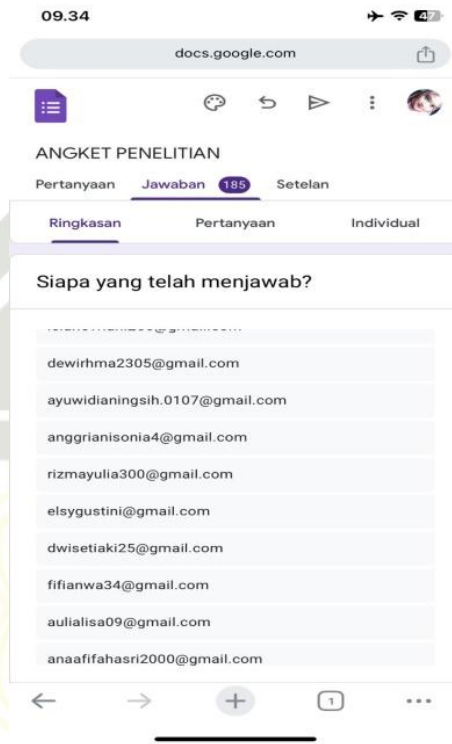 09.34
47
docs.google.com
ANGKET PENELITIAN
Pertanyaan Jawaban 185 Setelan
Ringkasan Pertanyaan Individual
Siapa yang telah menjawab?
dewirhma2305@gmail.com
ayuwidianingsih.0107@gmail.com
anggrianisonia4@gmail.com
rizmayulia300@gmail.com
elsygustini@gmail.com
dwisetiaki25@gmail.com
fifianwa34@gmail.com
aulialisa09@gmail.com
anaafifahasri2000@gmail.com
1